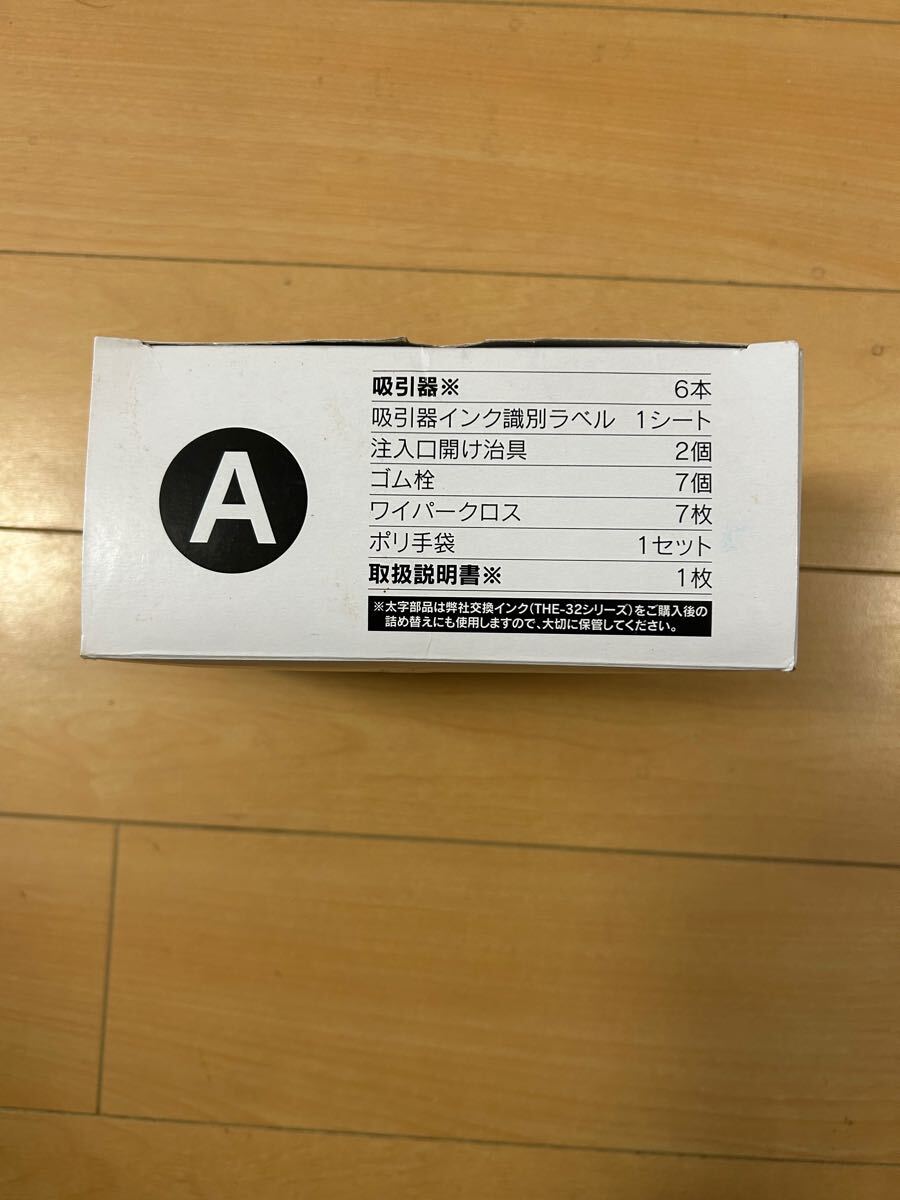 A
吸引器※ 6本
吸引器インク識別ラベル 1シート
注入口開け治具 2個
ゴム栓 7個
ワイパークロス 7枚
ポリ手袋 1セット
取扱説明書※ 1枚
※太字部品は弊社交換インク(THE-32シリーズ)をご購入後の
詰め替えにも使用しますので、大切に保管してください。